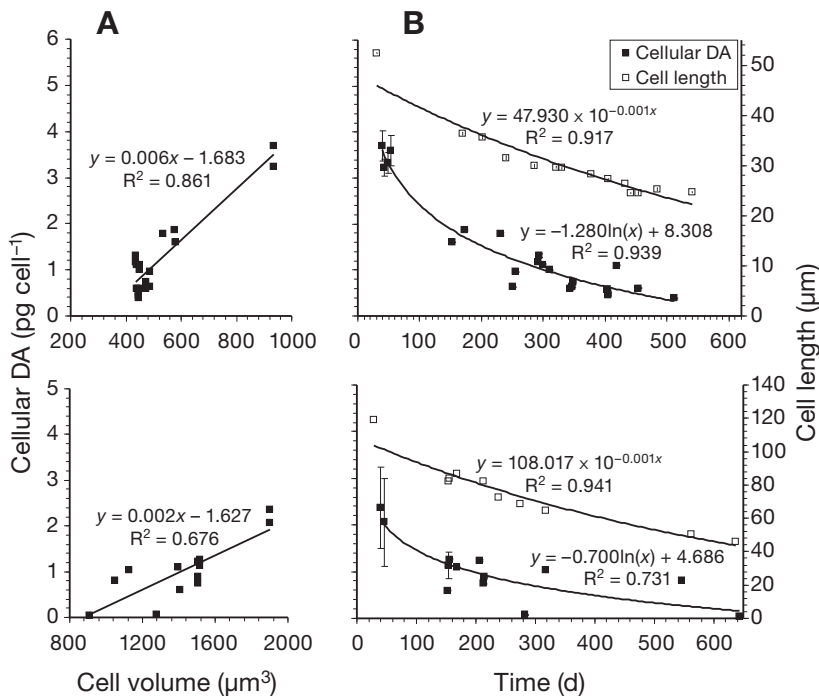 A
B
6
5
4
3
2
1
0
200 400 600 800 1000
y = 0.006x – 1.683
R² = 0.861
Cellular DA
Cell length
y = 47.930 × 10⁻⁰·⁰⁰¹ˣ
R² = 0.917
y = –1.280ln(x) + 8.308
R² = 0.939
50
40
30
20
10
0
0 100 200 300 400 500 600
Cellular DA (pg cell⁻¹)
Cell length (µm)
5
4
3
2
1
0
800 1200 1600 2000
y = 0.002x – 1.627
R² = 0.676
y = 108.017 × 10⁻⁰·⁰⁰¹ˣ
R² = 0.941
y = –0.700ln(x) + 4.686
R² = 0.731
140
120
100
80
60
40
20
0
0 100 200 300 400 500 600
Cell volume (µm³)
Time (d)